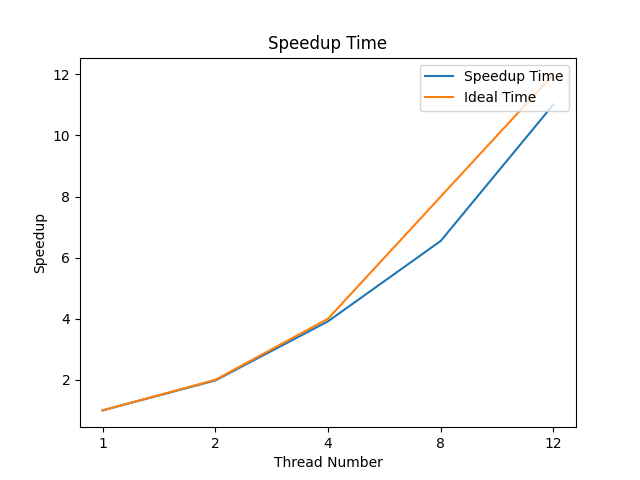 Speedup Time
Speedup Time
Ideal Time
12
10
8
6
4
2
Speedup
1 2 4 8 12
Thread Number